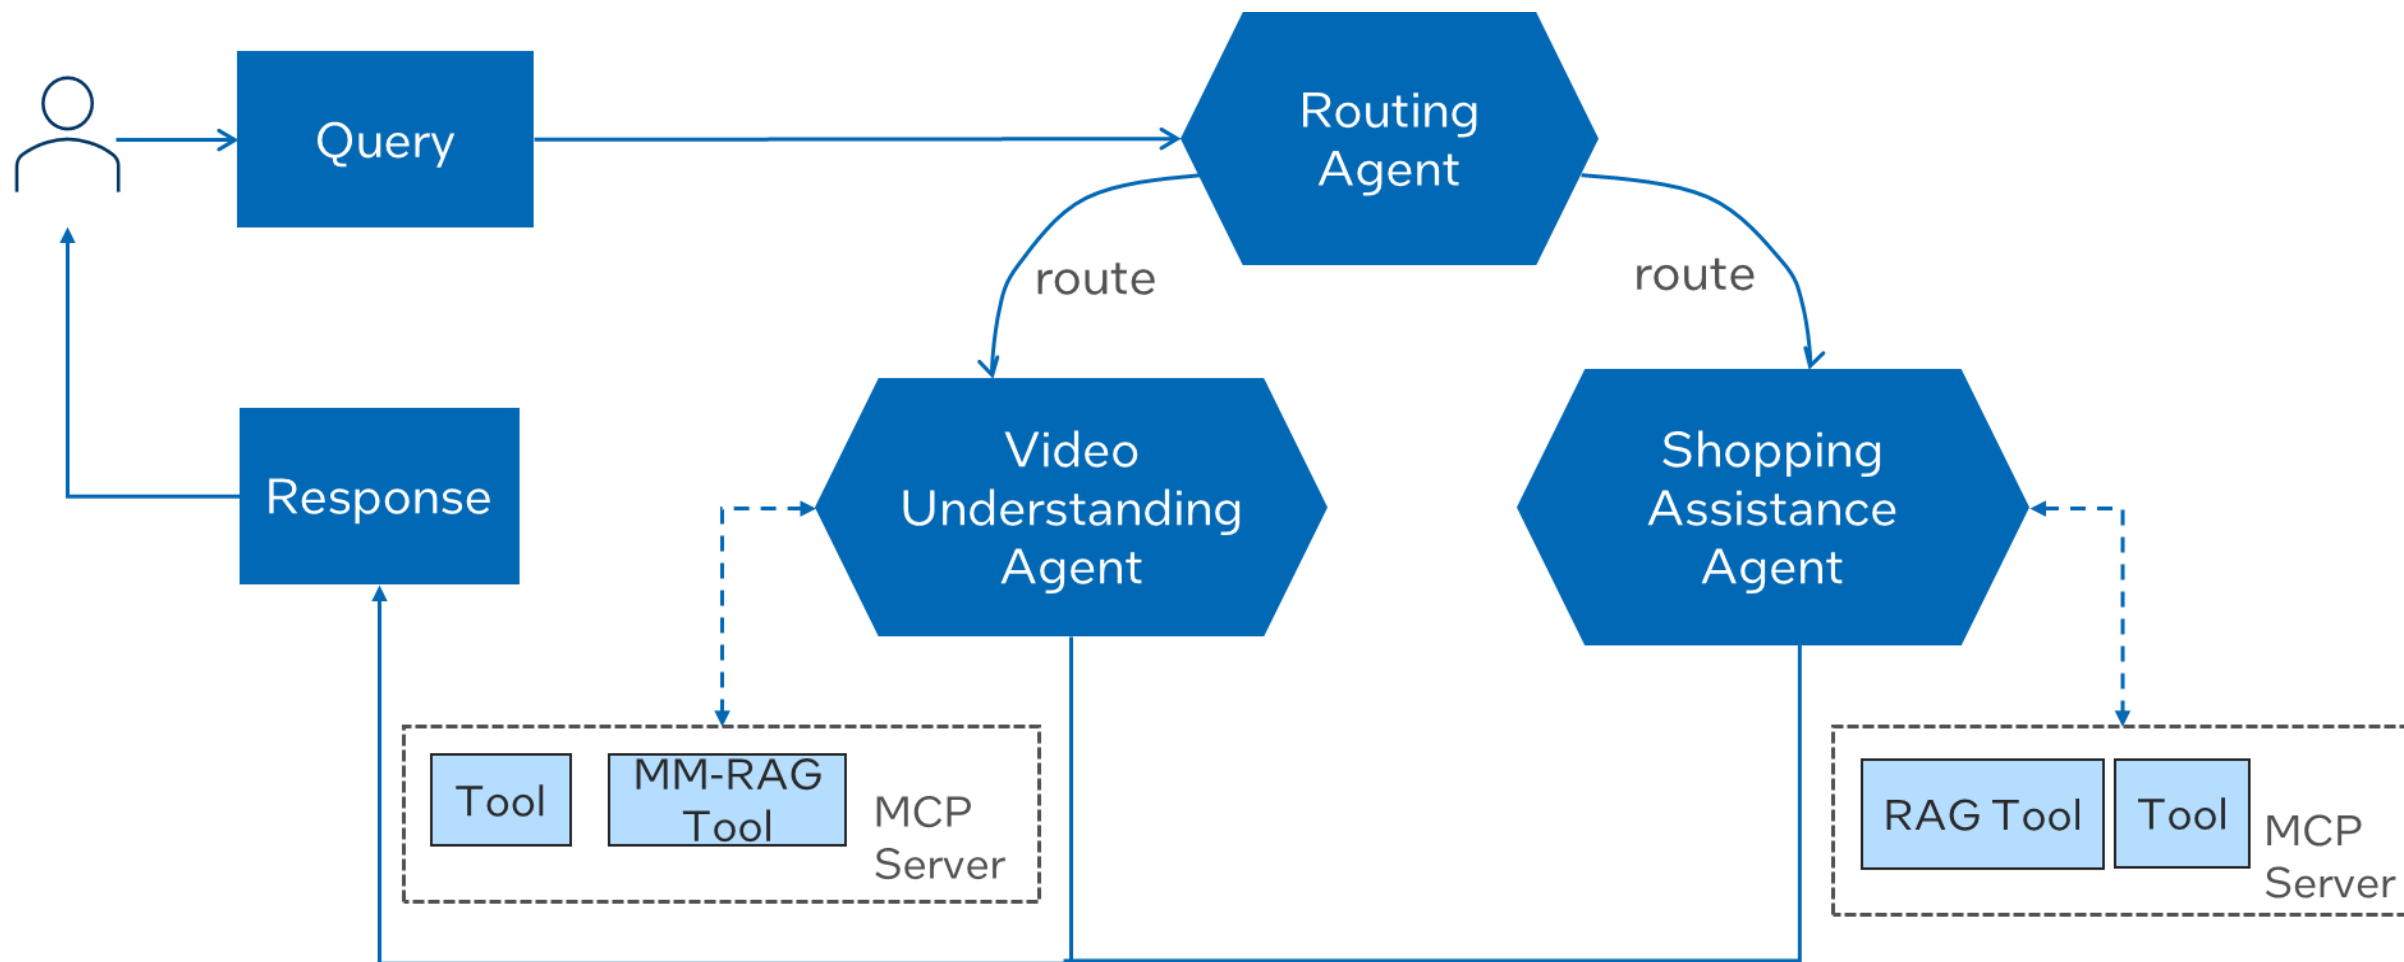 Query
Routing
Agent
route
route
Response
Video
Understanding
Agent
Shopping
Assistance
Agent
Tool
MM-RAG
Tool
MCP
Server
RAG Tool
Tool
MCP
Server